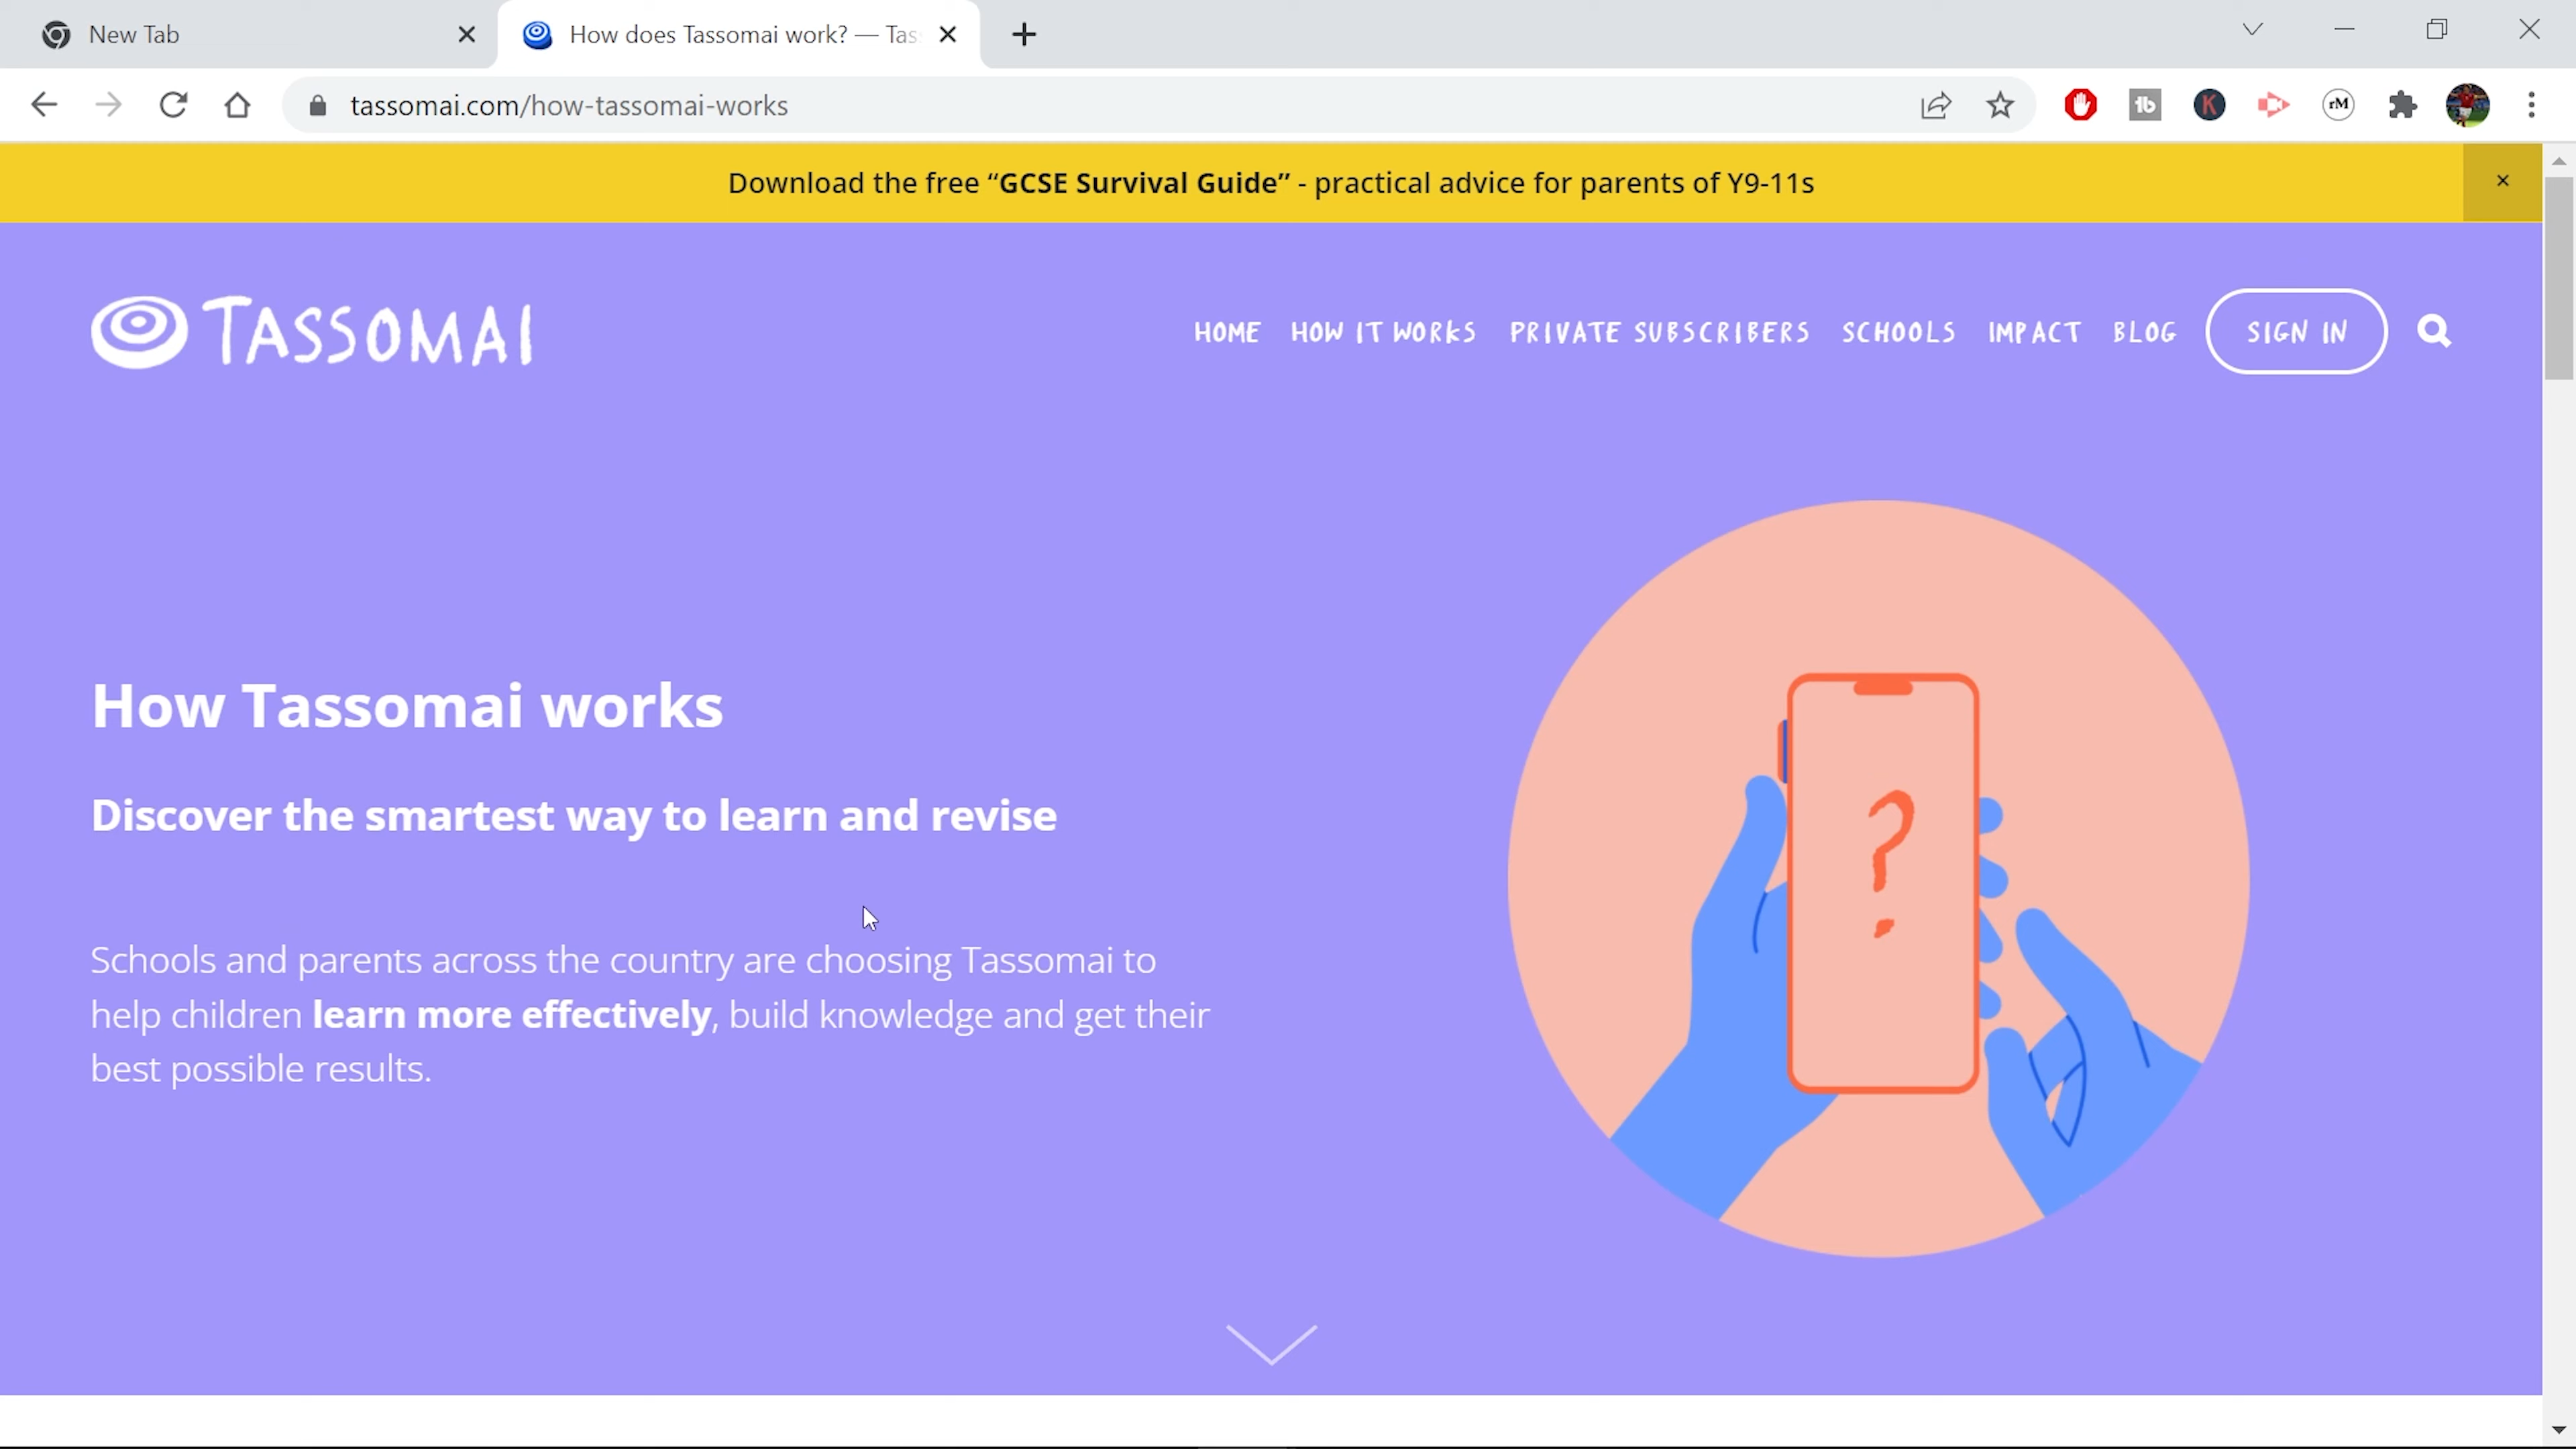 New Tab
How does Tassomai work? — Tas
tassomai.com/how-tassomai-works
Download the free “GCSE Survival Guide” - practical advice for parents of Y9-11s
×
TASSOMAI
HOME
HOW IT WORKS
PRIVATE SUBSCRIBERS
SCHOOLS
IMPACT
BLOG
SIGN IN
How Tassomai works
Discover the smartest way to learn and revise
Schools and parents across the country are choosing Tassomai to
help children learn more effectively, build knowledge and get their
best possible results.
?
tb
K
rM